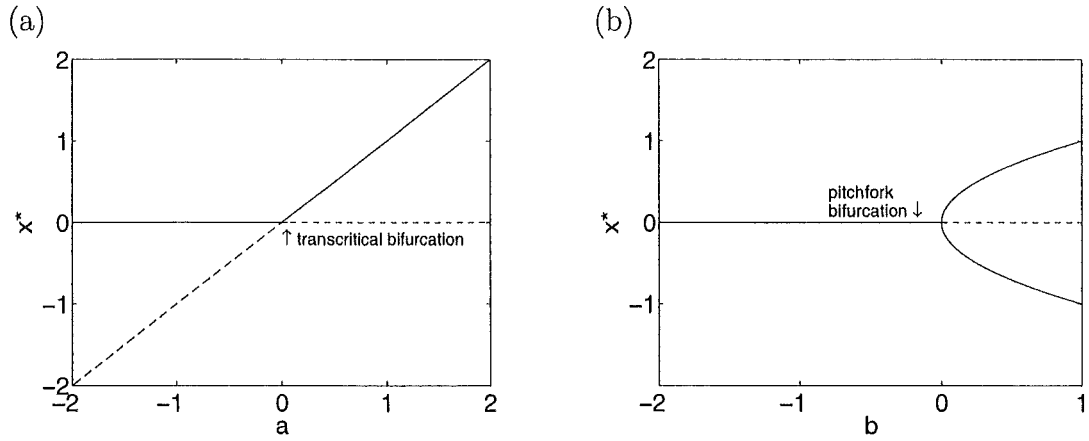 (a)
2
1
0
-1
-2
x*
↑ transcritical bifurcation
-2
-1
0
1
2
a
(b)
2
1
0
-1
-2
x*
pitchfork
bifurcation ↓
-2
-1
0
1
b